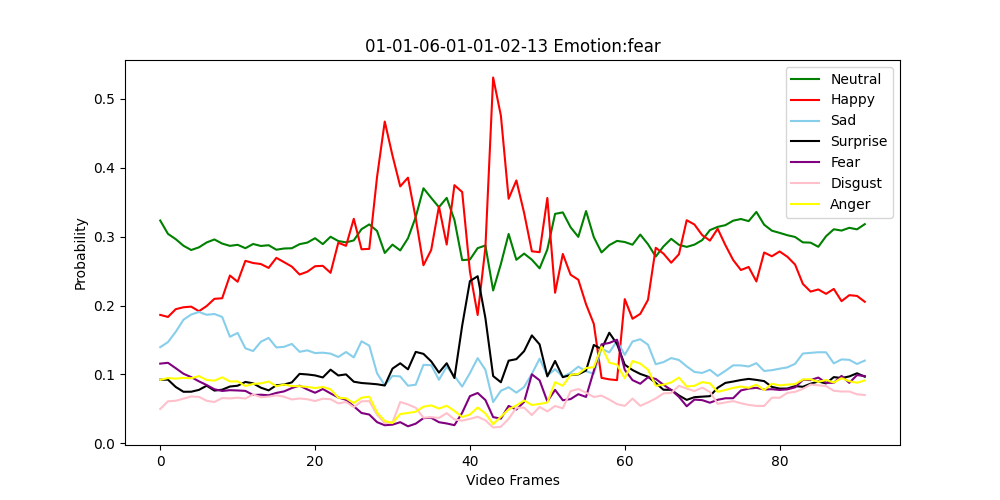 01-01-06-01-01-02-13 Emotion:fear
Probability
0.5
0.4
0.3
0.2
0.1
0.0
0
20
40
60
80
Video Frames
Neutral
Happy
Sad
Surprise
Fear
Disgust
Anger